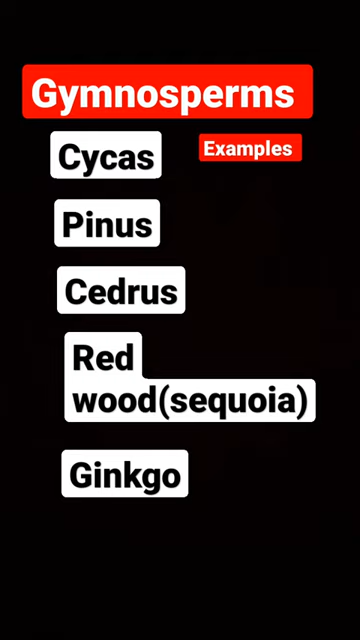 Gymnosperms
Examples
Cycas
Pinus
Cedrus
Red
wood(sequoia)
Ginkgo